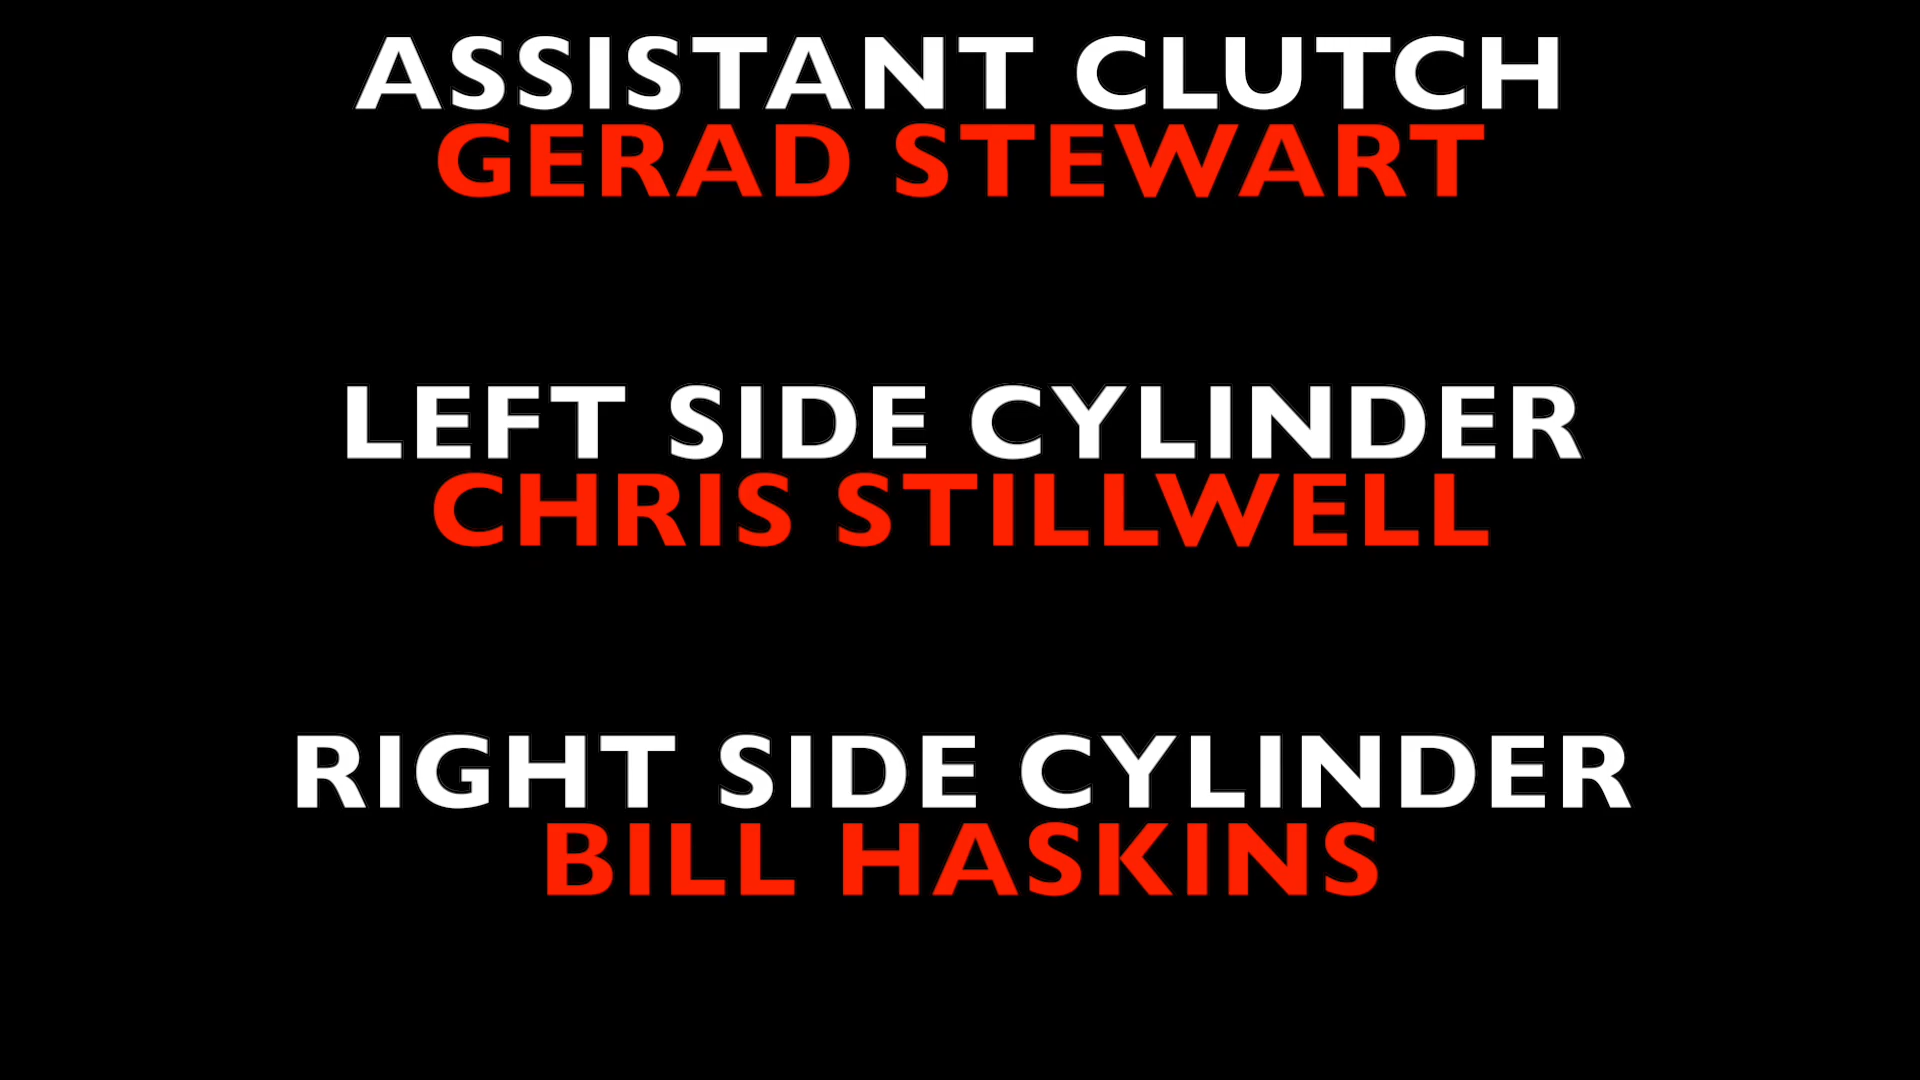 ASSISTANT CLUTCH
GERAD STEWART
LEFT SIDE CYLINDER
CHRIS STILLWELL
RIGHT SIDE CYLINDER
BILL HASKINS